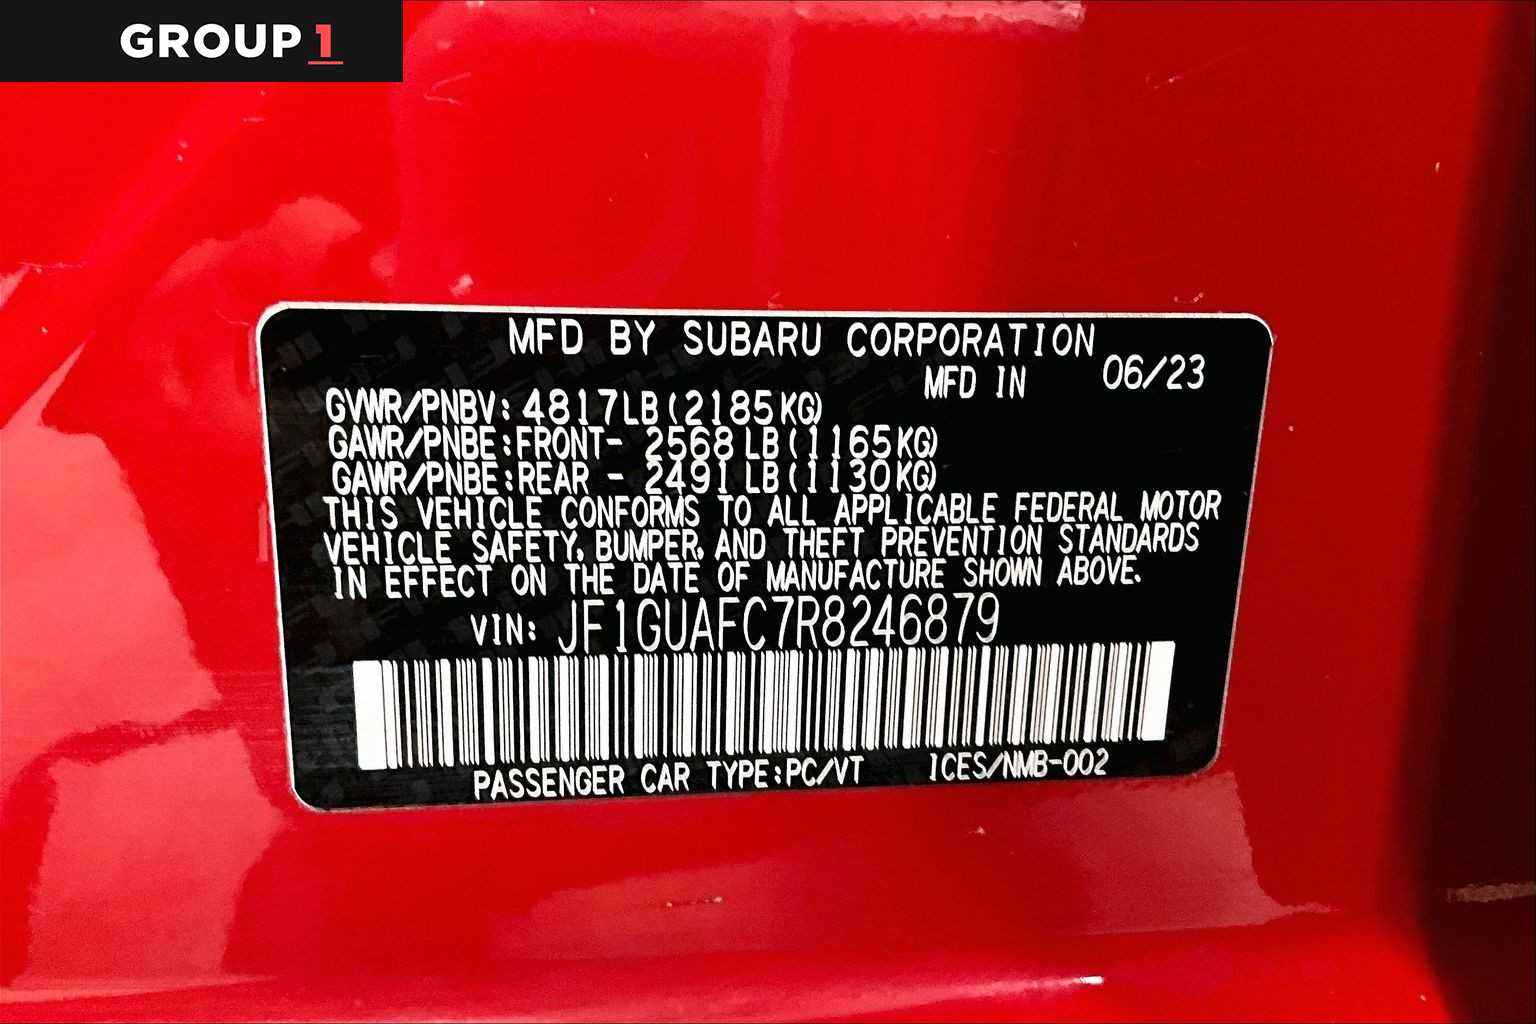 GROUP 1
MFD BY SUBARU CORPORATION
MFD IN 06/23
GVWR/PNBV: 4817LB(2185KG)
GAWR/PNBE:FRONT- 2568LB(1165KG)
GAWR/PNBE:REAR - 2491LB(1130KG)
THIS VEHICLE CONFORMS TO ALL APPLICABLE FEDERAL MOTOR
VEHICLE SAFETY, BUMPER, AND THEFT PREVENTION STANDARDS
IN EFFECT ON THE DATE OF MANUFACTURE SHOWN ABOVE.
VIN: JF1GUAFC7R8246879
PASSENGER CAR TYPE:PC/VT ICES/NMB-002